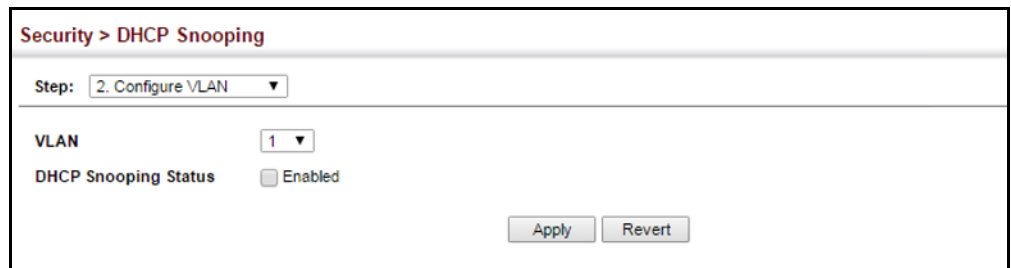 Security > DHCP Snooping
Step: 2. Configure VLAN
VLAN 1
DHCP Snooping Status Enabled
Apply Revert